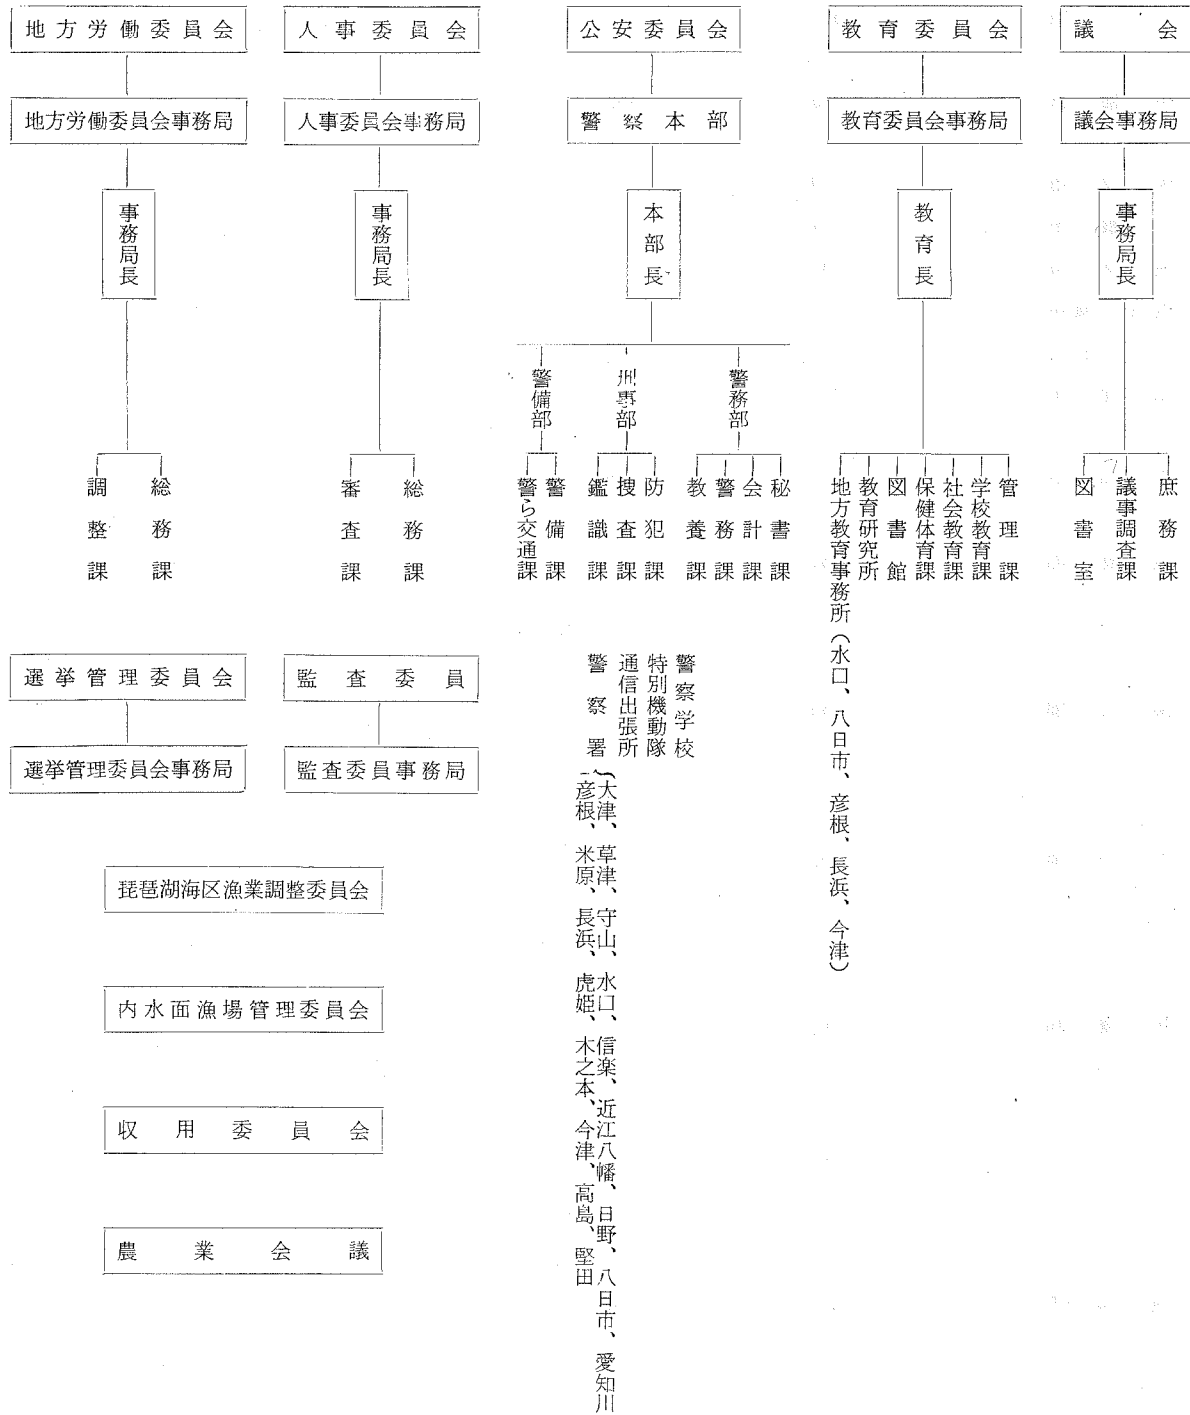 議会
議会事務局
事務局長
庶務課
議事調査課
図書室
教育委員会
教育委員会事務局
教育長
管理課
学校教育課
社会教育課
保健体育課
図書館
教育研究所
地方教育事務所（水口、八日市、彦根、長浜、今津）
公安委員会
警察本部
本部長
警務部
秘書課
会計課
警務課
教養課
刑事部
防犯課
捜査課
鑑識課
警備部
警備課
警ら交通課
警察学校
特別機動隊
通信出張所
警察署
大津、草津、守山、水口、信楽、近江八幡、日野、八日市、愛知川
彦根、米原、長浜、虎姫、木之本、今津、高島、堅田
人事委員会
人事委員会事務局
事務局長
総務課
審査課
地方労働委員会
地方労働委員会事務局
事務局長
総務課
調整課
監査委員
監査委員事務局
選挙管理委員会
選挙管理委員会事務局
琵琶湖海区漁業調整委員会
内水面漁場管理委員会
収用委員会
農業会議